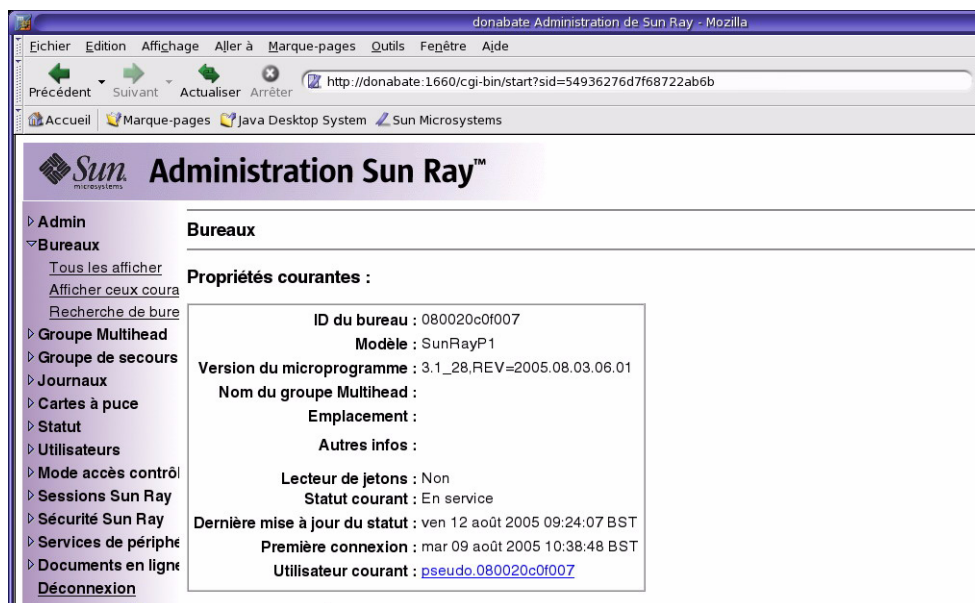 donabate Administration de Sun Ray - Mozilla
Fichier Edition Affichage Aller à Marque-pages Outils Fenêtre Aide
Précédent Suivant Actualiser Arrêter http://donabate:1660/cgi-bin/start?sid=54936276d7f68722ab6b
Accueil Marque-pages Java Desktop System Sun Microsystems
Sun microsystems Administration Sun Ray™
Admin
Bureaux
Tous les afficher
Afficher ceux coura
Recherche de bure
Groupe Multihead
Groupe de secours
Journaux
Cartes à puce
Statut
Utilisateurs
Mode accès contrôl
Sessions Sun Ray
Sécurité Sun Ray
Services de périphé
Documents en ligne
Déconnexion
Bureaux
Propriétés courantes :
ID du bureau : 080020c0f007
Modèle : SunRayP1
Version du microprogramme : 3.1_28,REV=2005.08.03.06.01
Nom du groupe Multihead :
Emplacement :
Autres infos :
Lecteur de jetons : Non
Statut courant : En service
Dernière mise à jour du statut : ven 12 août 2005 09:24:07 BST
Première connexion : mar 09 août 2005 10:38:48 BST
Utilisateur courant : pseudo.080020c0f007